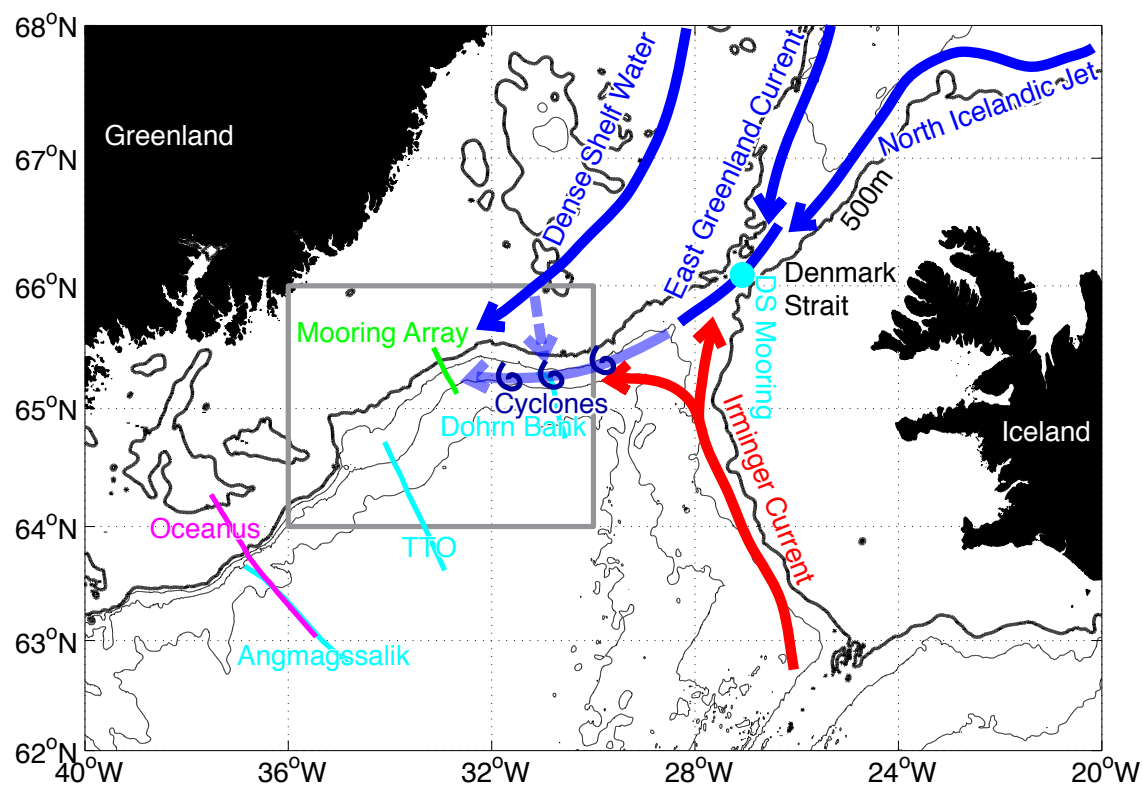 68°N
67°N
66°N
65°N
64°N
63°N
62°N
Greenland
Dense Shelf Water
East Greenland Current
North Icelandic Jet
500m
Denmark
Strait
DS Mooring
Mooring Array
Cyclones
Dohrn Bank
Irminger Current
Iceland
Oceanus
TTO
Angmagssalik
40°W
36°W
32°W
28°W
24°W
20°W